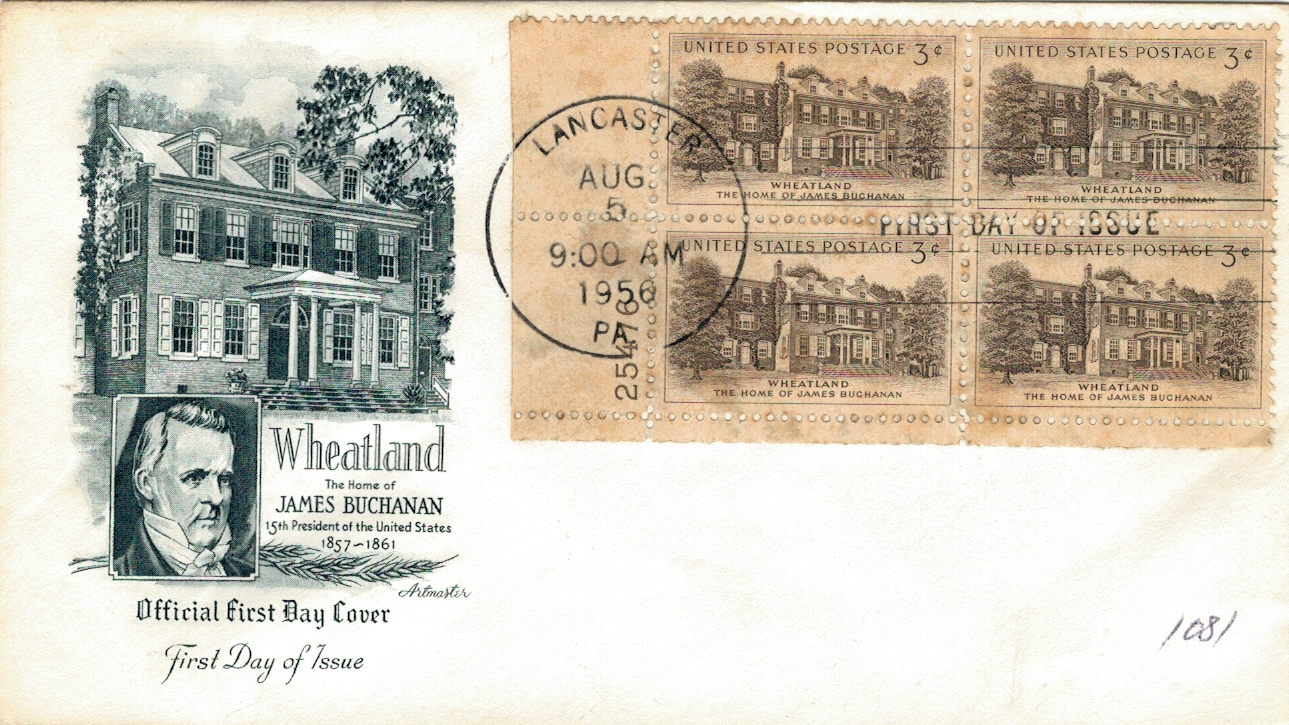 UNITED STATES POSTAGE 3¢
WHEATLAND
THE HOME OF JAMES BUCHANAN
UNITED STATES POSTAGE 3¢
WHEATLAND
THE HOME OF JAMES BUCHANAN
LANCASTER
AUG
5
9:00 AM
1956
PA
FIRST DAY OF ISSUE
UNITED STATES POSTAGE 3¢
WHEATLAND
THE HOME OF JAMES BUCHANAN
UNITED STATES POSTAGE 3¢
WHEATLAND
THE HOME OF JAMES BUCHANAN
Wheatland
The Home of
JAMES BUCHANAN
15th President of the United States
1857~1861
Artmaster
Official First Day Cover
First Day of Issue
1081